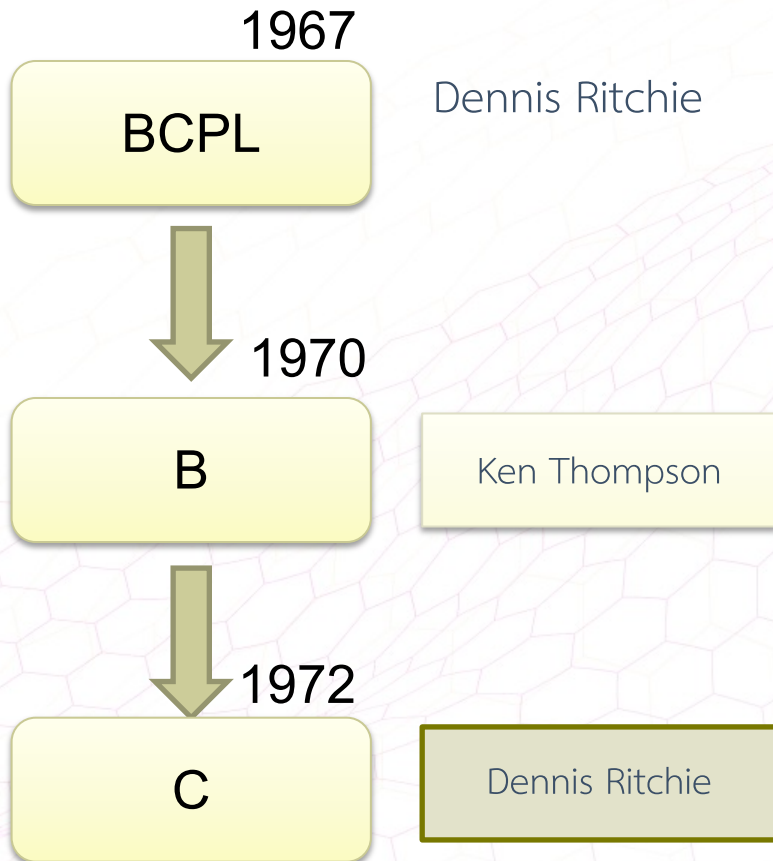 1967
BCPL
Dennis Ritchie
1970
B
Ken Thompson
1972
C
Dennis Ritchie